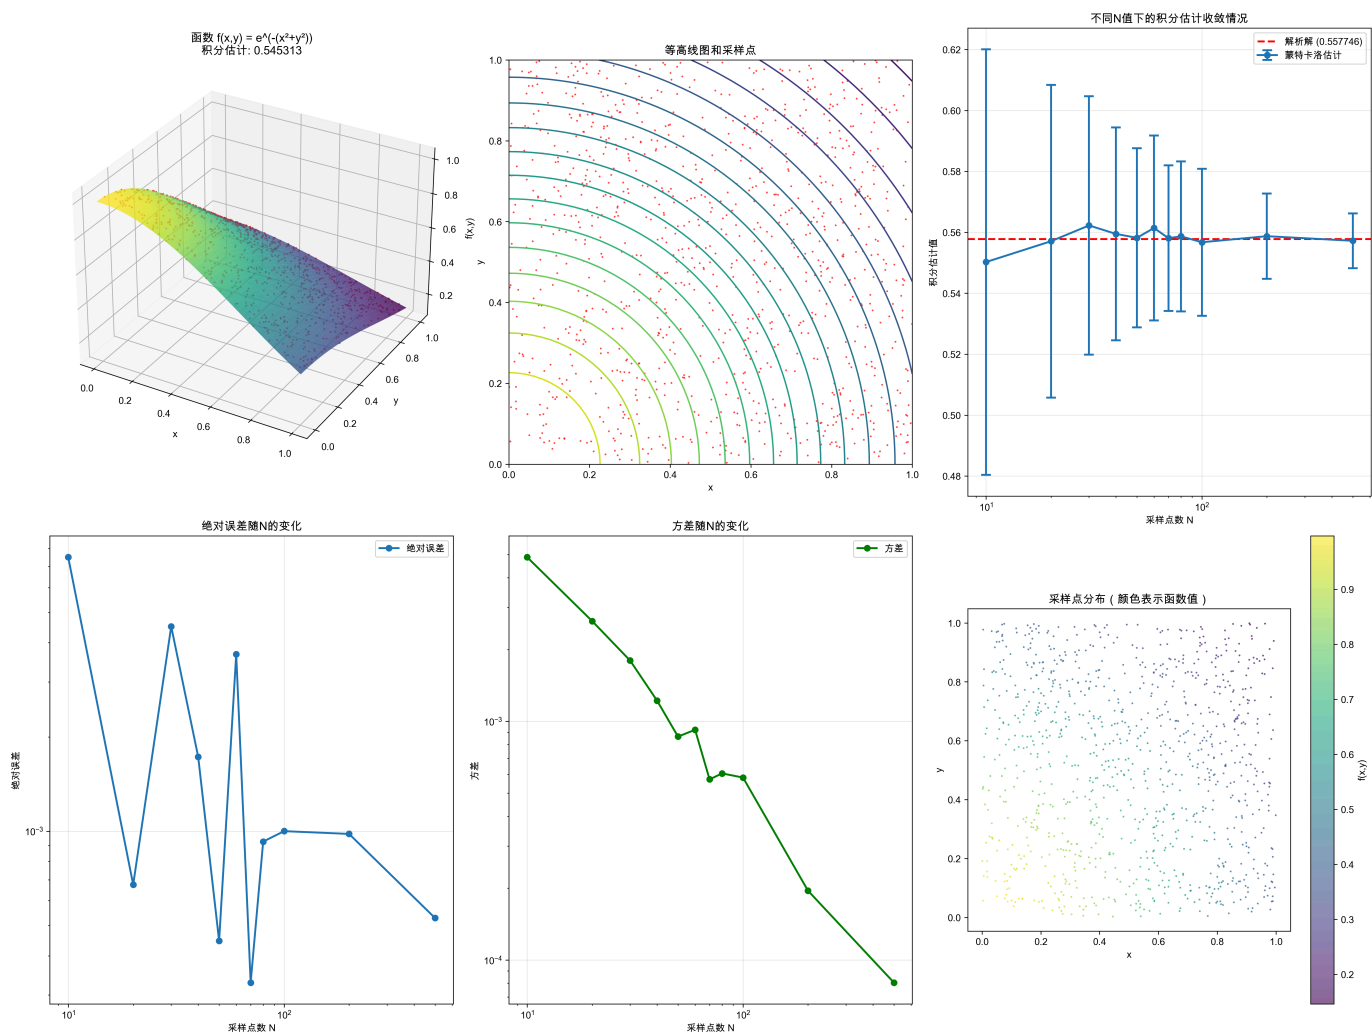 函数 f(x,y) = e^(-(x²+y²))
积分估计: 0.545313
1.0
0.8
0.6
0.4
0.2
f(x,y)
0.0
0.2
0.4
0.6
0.8
1.0
x
0.0
0.2
0.4
0.6
0.8
1.0
y
等高线图和采样点
1.0
0.8
0.6
0.4
0.2
0.0
y
0.0
0.2
0.4
0.6
0.8
1.0
x
不同N值下的积分估计收敛情况
解析解 (0.557746)
蒙特卡洛估计
0.62
0.60
0.58
0.56
0.54
0.52
0.50
0.48
积分估计值
10¹
10²
采样点数 N
绝对误差随N的变化
绝对误差
10⁻³
绝对误差
10¹
10²
采样点数 N
方差随N的变化
方差
10⁻³
10⁻⁴
方差
10¹
10²
采样点数 N
采样点分布(颜色表示函数值)
1.0
0.8
0.6
0.4
0.2
0.0
y
0.0
0.2
0.4
0.6
0.8
1.0
x
0.9
0.8
0.7
0.6
0.5
0.4
0.3
0.2
f(x,y)